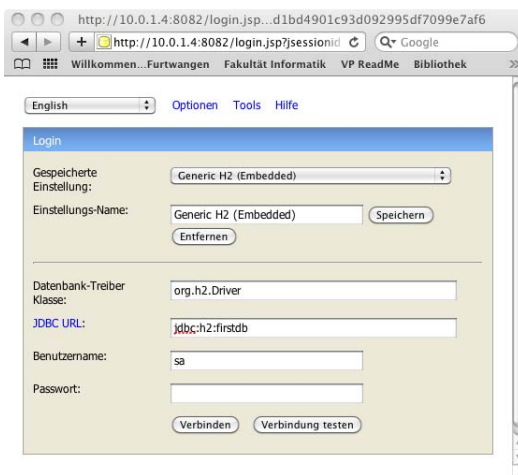 http://10.0.1.4:8082/login.jsp...d1bd4901c93d092995df7099e7af6
http://10.0.1.4:8082/login.jsp?jsessionid Google
Willkommen...Furtwangen Fakultät Informatik VP ReadMe Bibliothek
English Optionen Tools Hilfe
Login
Gespeicherte Einstellung: Generic H2 (Embedded)
Einstellungs-Name: Generic H2 (Embedded) Speichern
Entfernen
Datenbank-Treiber Klasse: org.h2.Driver
JDBC URL: jdbc:h2:firstdb
Benutzername: sa
Passwort:
Verbinden Verbindung testen